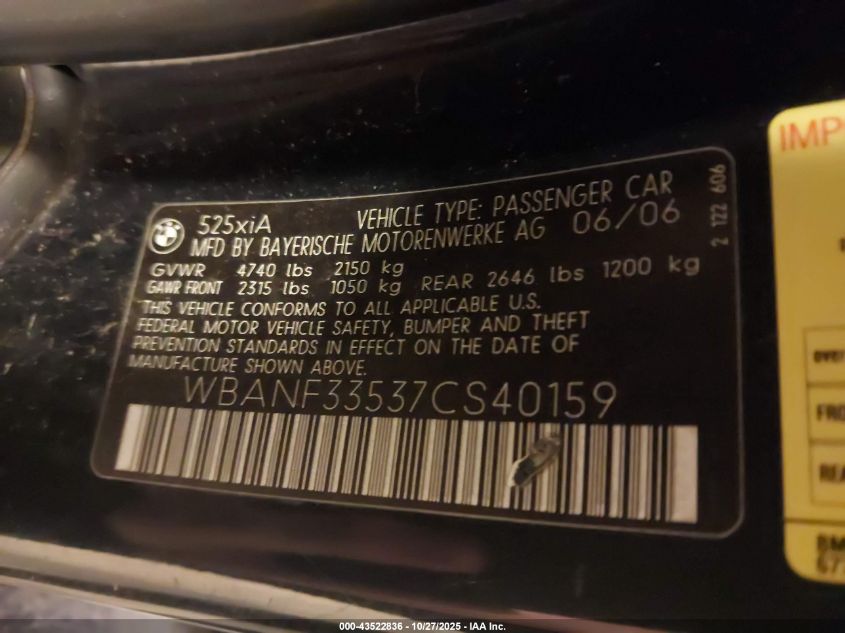 525xiA VEHICLE TYPE: PASSENGER CAR
MFD BY BAYERISCHE MOTORENWERKE AG 06/06
GVWR 4740 lbs 2150 kg
GAWR FRONT 2315 lbs 1050 kg REAR 2646 lbs 1200 kg
THIS VEHICLE CONFORMS TO ALL APPLICABLE U.S.
FEDERAL MOTOR VEHICLE SAFETY, BUMPER AND THEFT
PREVENTION STANDARDS IN EFFECT ON THE DATE OF
MANUFACTURE SHOWN ABOVE.
WBANF33537CS40159
2 122 606
000-43522836 - 10/27/2025 - IAA Inc.